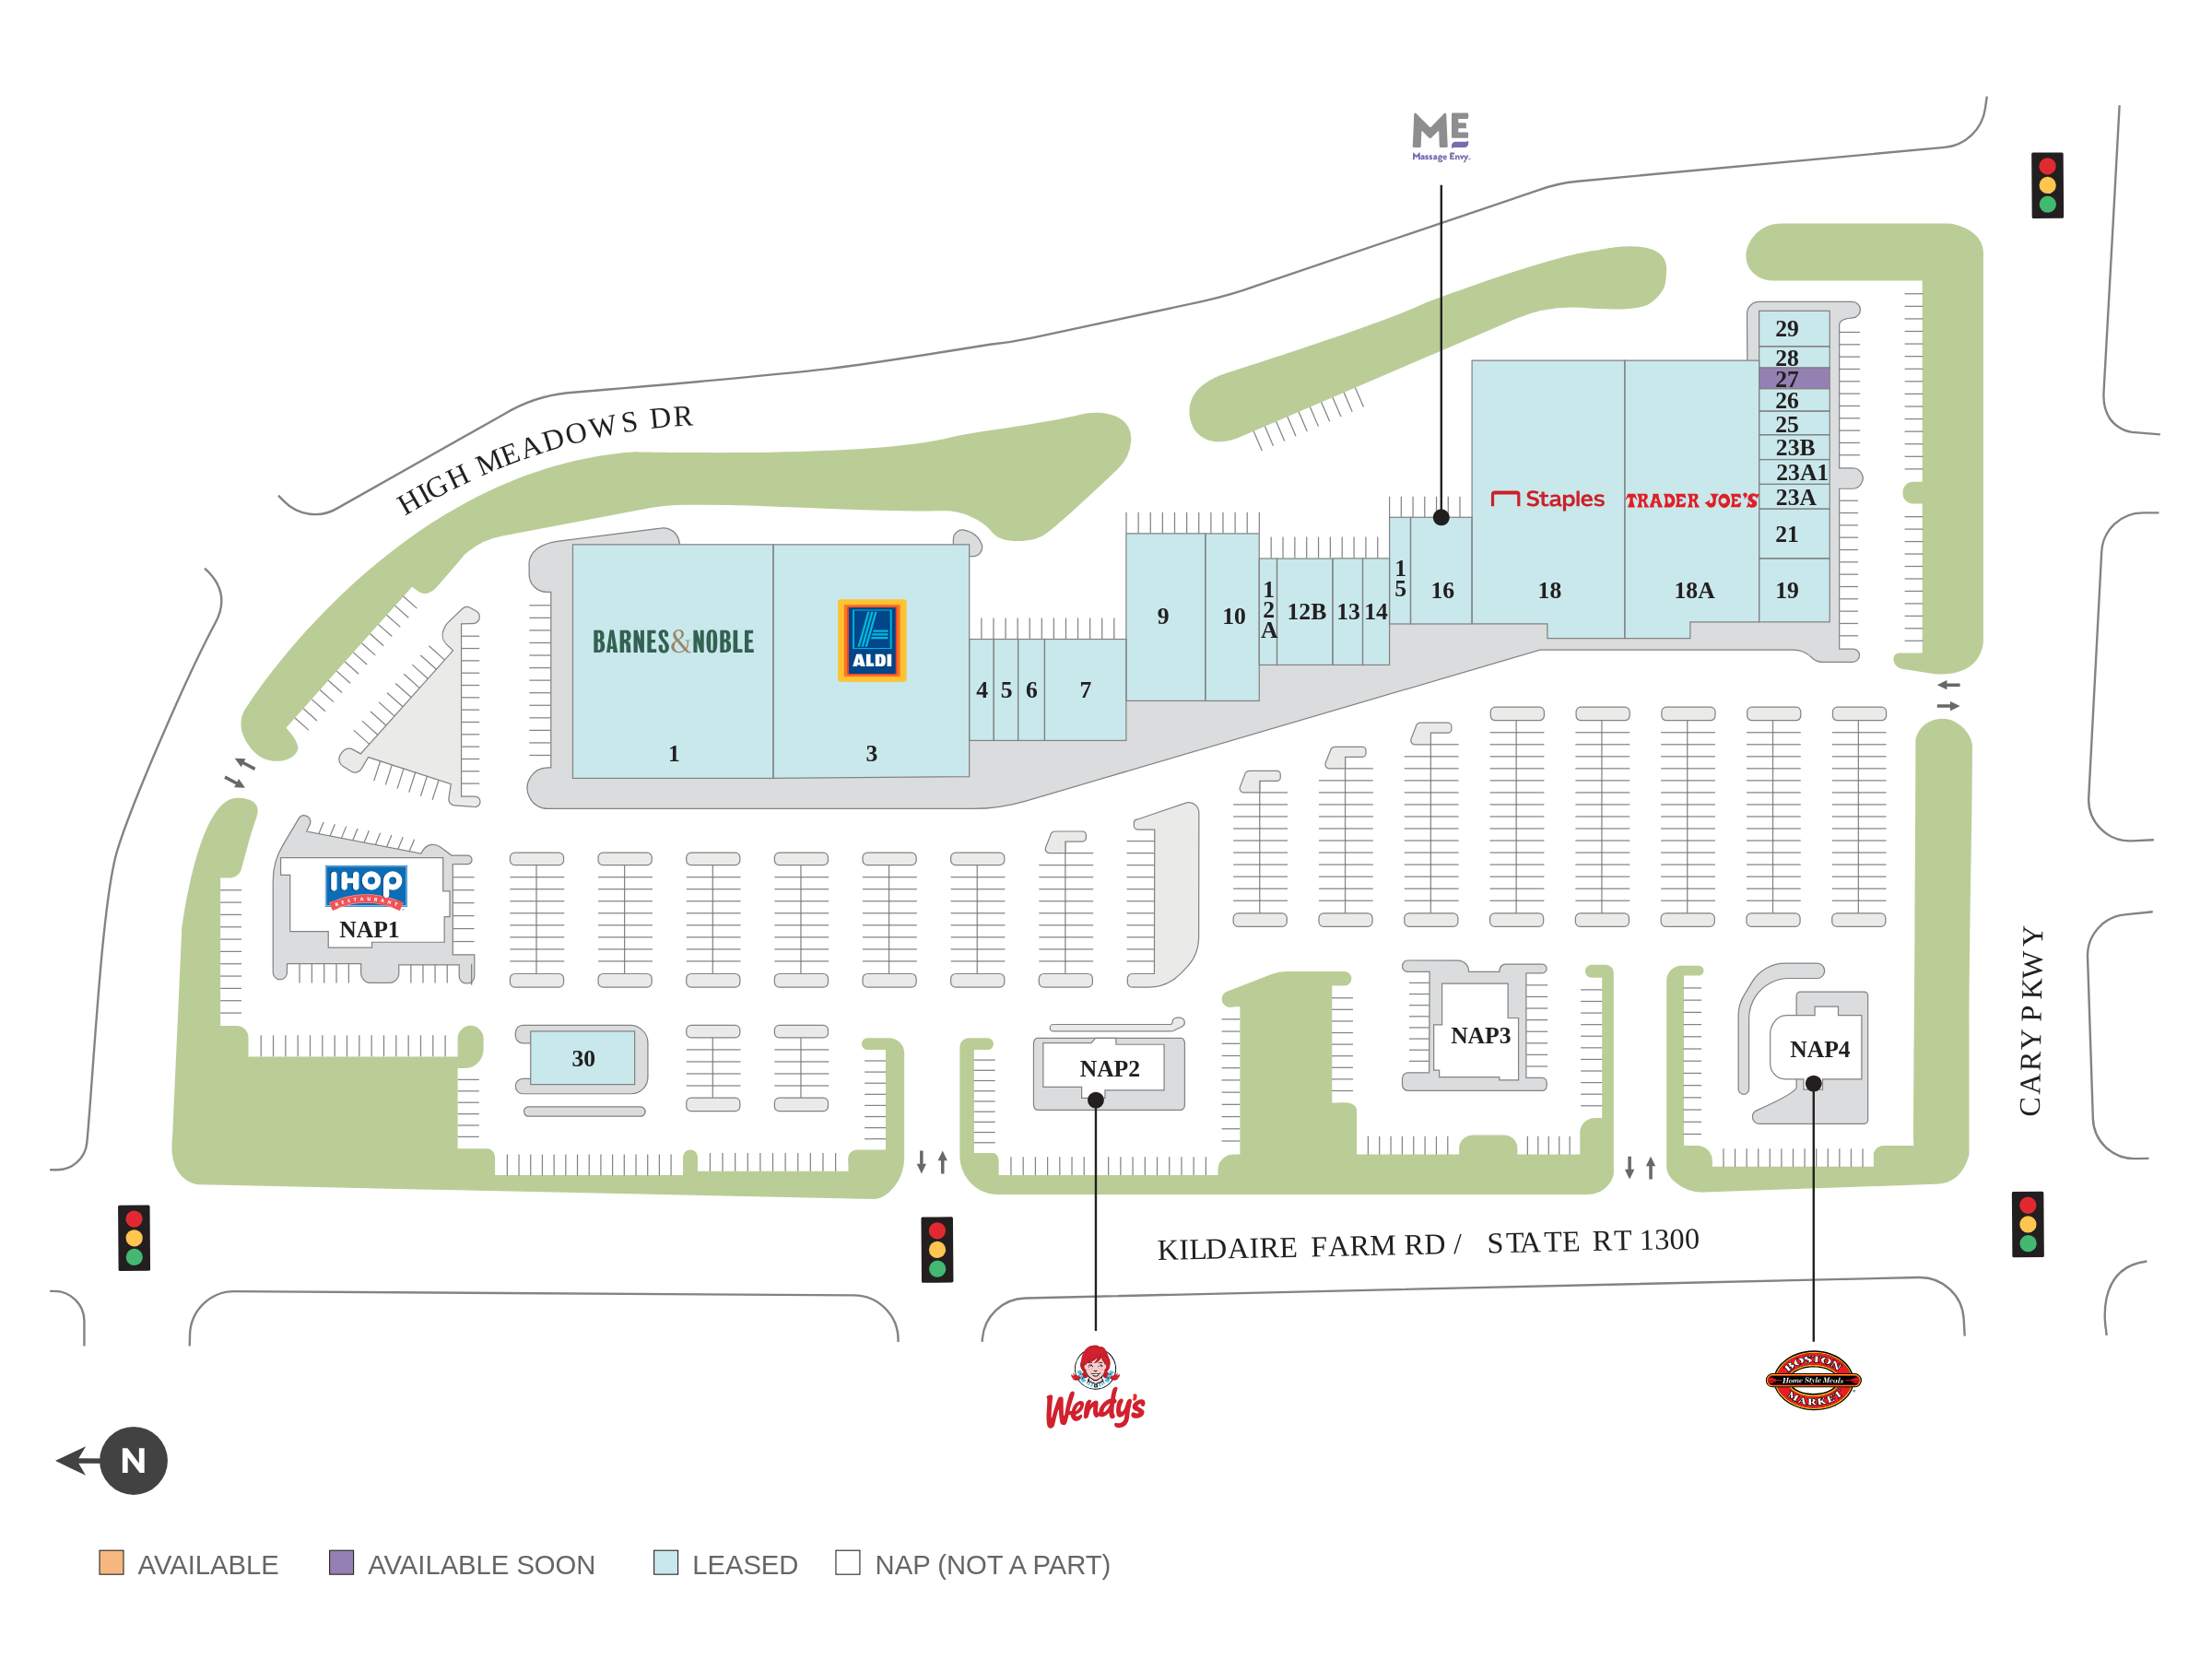 ME
Massage Envy.
HIGH MEADOWS DR
29
28
27
26
25
23B
23A1
23A
21
19
Staples
18
TRADER JOE'S
18A
15
16
9
10
12A
12B
13
14
BARNES&NOBLE
1
ALDI
3
4
5
6
7
IHOP
RESTAURANT
NAP1
30
NAP2
NAP3
NAP4
CARY PKWY
KILDAIRE FARM RD / STATE RT 1300
Wendy's
BOSTON
Home Style Meals
MARKET
N
AVAILABLE
AVAILABLE SOON
LEASED
NAP (NOT A PART)